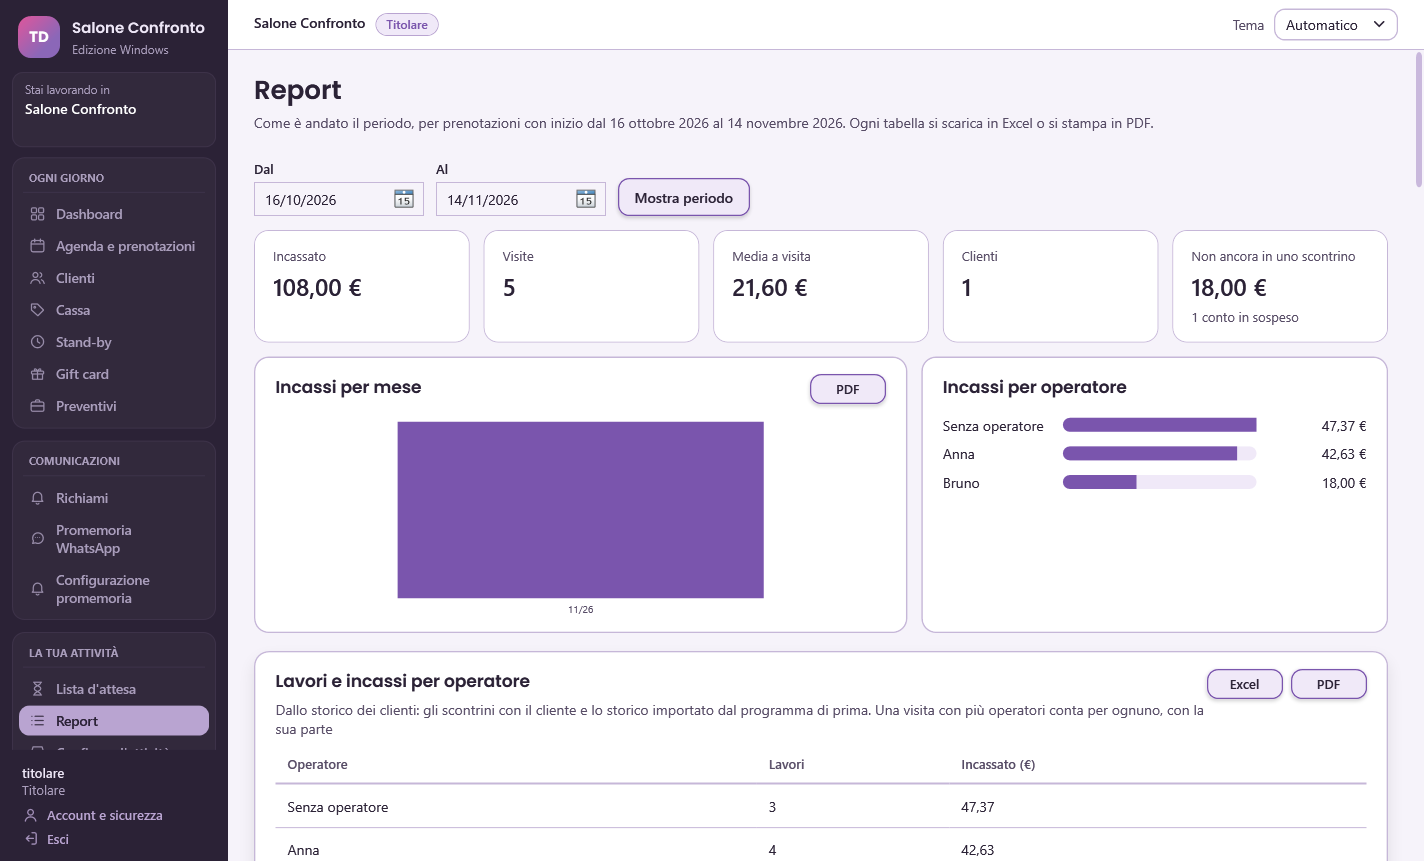 TD
Salone Confronto
Edizione Windows
Stai lavorando in
Salone Confronto
OGNI GIORNO
Dashboard
Agenda e prenotazioni
Clienti
Cassa
Stand-by
Gift card
Preventivi
COMUNICAZIONI
Richiami
Promemoria
WhatsApp
Configurazione
promemoria
LA TUA ATTIVITÀ
Lista d'attesa
Report
titolare
Titolare
Account e sicurezza
Esci
Salone Confronto Titolare
Tema Automatico
Report
Come è andato il periodo, per prenotazioni con inizio dal 16 ottobre 2026 al 14 novembre 2026. Ogni tabella si scarica in Excel o si stampa in PDF.
Dal Al
16/10/2026 15 14/11/2026 15 Mostra periodo
Incassato
108,00 €
Visite
5
Media a visita
21,60 €
Clienti
1
Non ancora in uno scontrino
18,00 €
1 conto in sospeso
Incassi per mese PDF
11/26
Incassi per operatore
Senza operatore 47,37 €
Anna 42,63 €
Bruno 18,00 €
Lavori e incassi per operatore Excel PDF
Dallo storico dei clienti: gli scontrini con il cliente e lo storico importato dal programma di prima. Una visita con più operatori conta per ognuno, con la
sua parte
Operatore Lavori Incassato (€)
Senza operatore 3 47,37
Anna 4 42,63